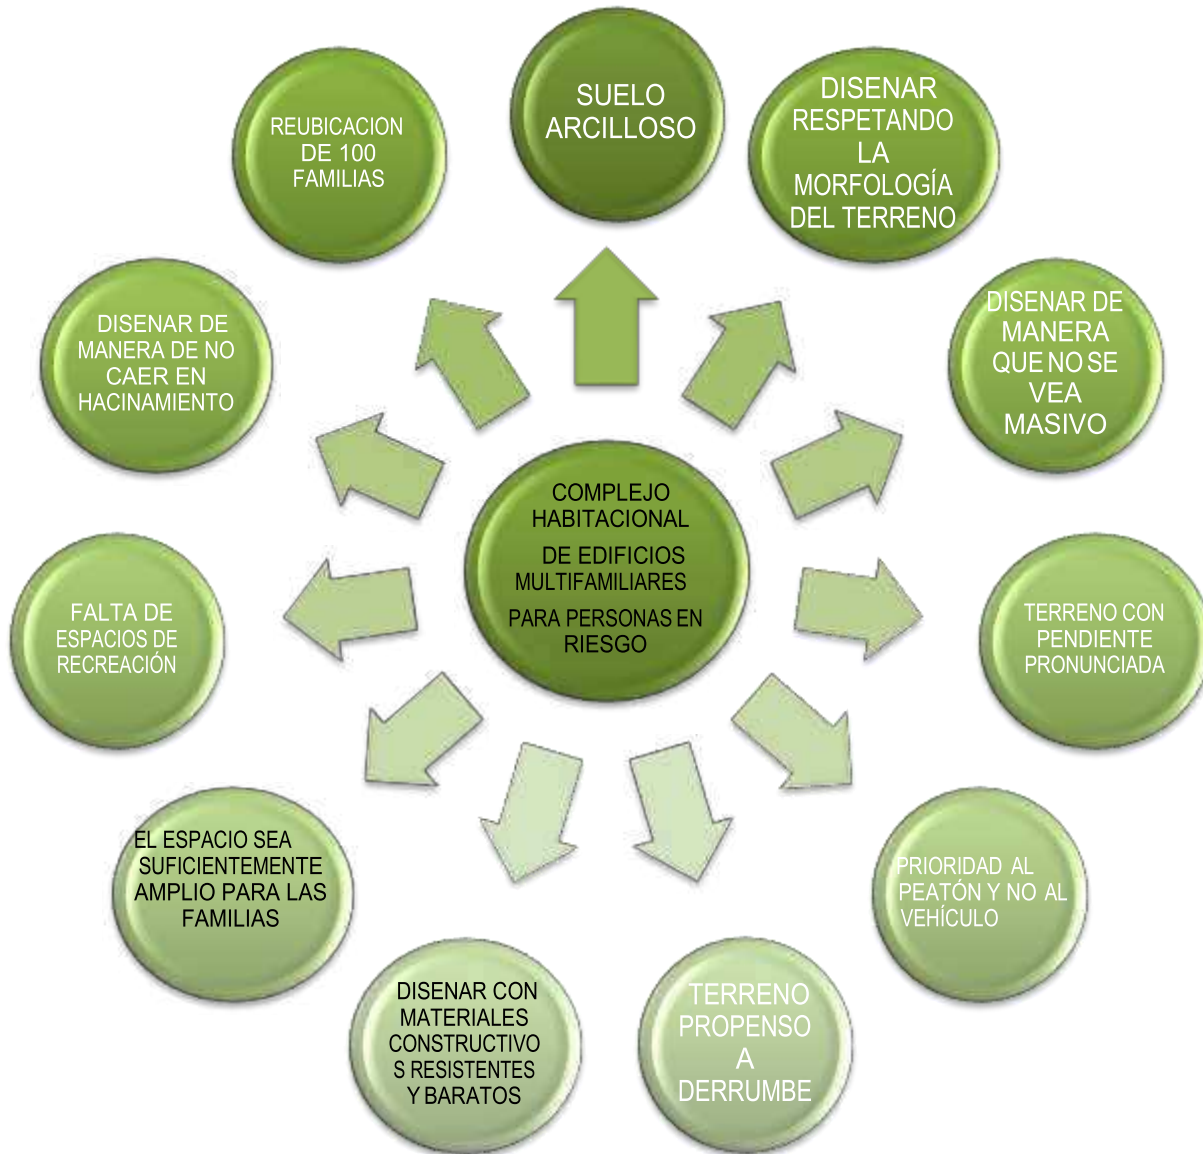 SUELO
ARCILLOSO
DISENAR
RESPETANDO
LA
MORFOLOGÍA
DEL TERRENO
DISENAR DE
MANERA
QUE NO SE
VEA
MASIVO
TERRENO CON
PENDIENTE
PRONUNCIADA
PRIORIDAD AL
PEATÓN Y NO AL
VEHÍCULO
TERRENO
PROPENSO
A
DERRUMBE
DISENAR CON
MATERIALES
CONSTRUCTIVO
S RESISTENTES
Y BARATOS
EL ESPACIO SEA
SUFICIENTEMENTE
AMPLIO PARA LAS
FAMILIAS
FALTA DE
ESPACIOS DE
RECREACIÓN
DISENAR DE
MANERA DE NO
CAER EN
HACINAMIENTO
REUBICACION
DE 100
FAMILIAS
COMPLEJO
HABITACIONAL
DE EDIFICIOS
MULTIFAMILIARES
PARA PERSONAS EN
RIESGO